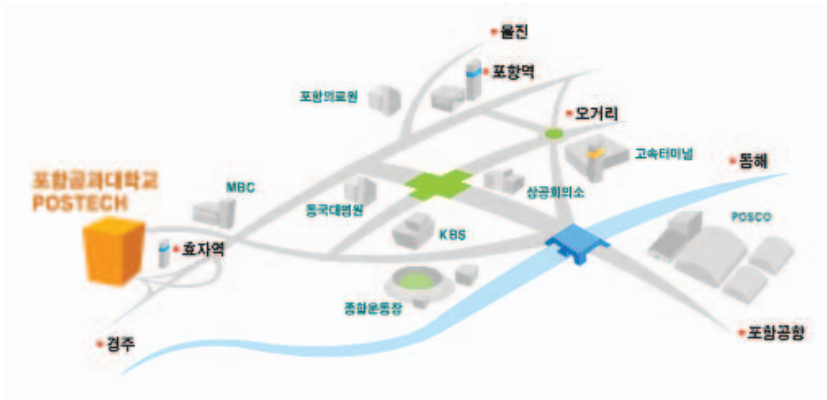 울진
포항역
포항의료원
오거리
고속터미널
동해
포항공과대학교
POSTECH
MBC
동국대병원
상공회의소
POSCO
KBS
효자역
종합운동장
포항공항
경주